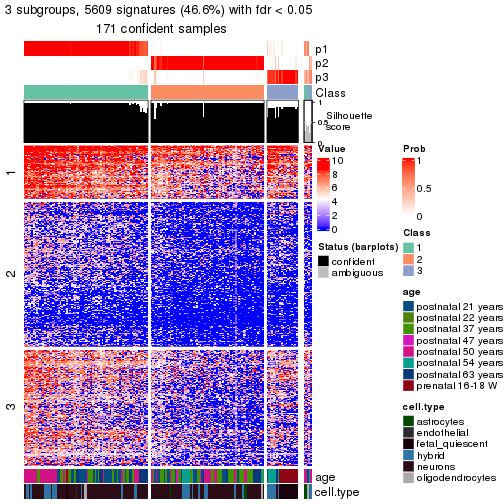 3 subgroups, 5609 signatures (46.6%) with fdr < 0.05
171 confident samples
p1
p2
p3
Class
1
0.5
0
Silhouette
score
1
2
3
age
cell.type
Value
10
8
6
4
2
0
Status (barplots)
confident
ambiguous
Prob
1
0.5
0
Class
1
2
3
age
postnatal 21 years
postnatal 22 years
postnatal 37 years
postnatal 47 years
postnatal 50 years
postnatal 54 years
postnatal 63 years
prenatal 16-18 W
cell.type
astrocytes
endothelial
fetal_quiescent
hybrid
neurons
oligodendrocytes